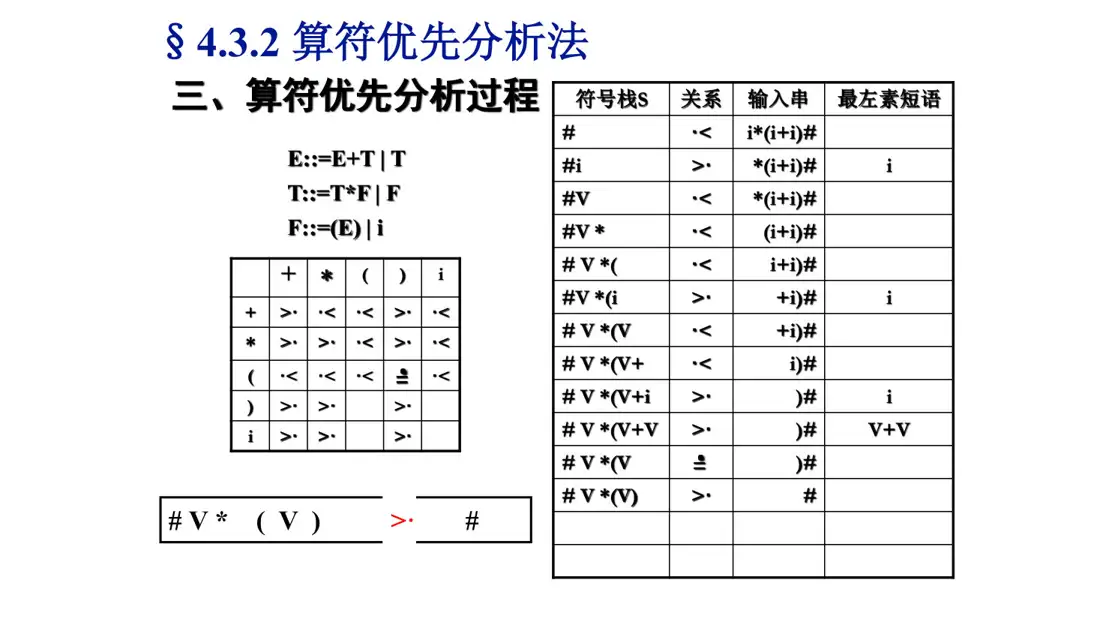 §4.3.2 算符优先分析法
三、算符优先分析过程
E::=E+T | T
T::=T*F | F
F::=(E) | i
+ * ( ) i
+ >· ·< ·< >· ·<
* >· >· ·< >· ·<
( ·< ·< ·< ≗ ·<
) >· >· >·
i >· >· >·
# V * ( V ) >· #
符号栈S 关系 输入串 最左素短语
# ·< i*(i+i)#
#i >· *(i+i)# i
#V ·< *(i+i)#
#V * ·< (i+i)#
# V *( ·< i+i)#
#V *(i >· +i)# i
# V *(V ·< +i)#
# V *(V+ ·< i)#
# V *(V+i >· )# i
# V *(V+V >· )# V+V
# V *(V ≗ )#
# V *(V) >· #